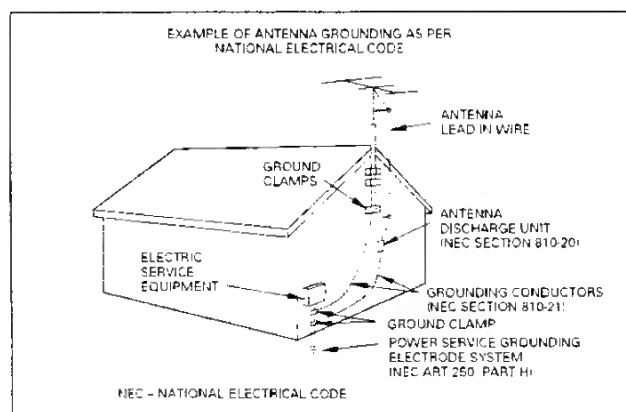 EXAMPLE OF ANTENNA GROUNDING AS PER
NATIONAL ELECTRICAL CODE
ANTENNA
LEAD IN WIRE
GROUND
CLAMPS
ANTENNA
DISCHARGE UNIT
(NEC SECTION 810-20)
ELECTRIC
SERVICE
EQUIPMENT
GROUNDING CONDUCTORS
(NEC SECTION 810-21)
GROUND CLAMP
POWER SERVICE GROUNDING
ELECTRODE SYSTEM
(NEC ART 250 PART H)
NEC – NATIONAL ELECTRICAL CODE